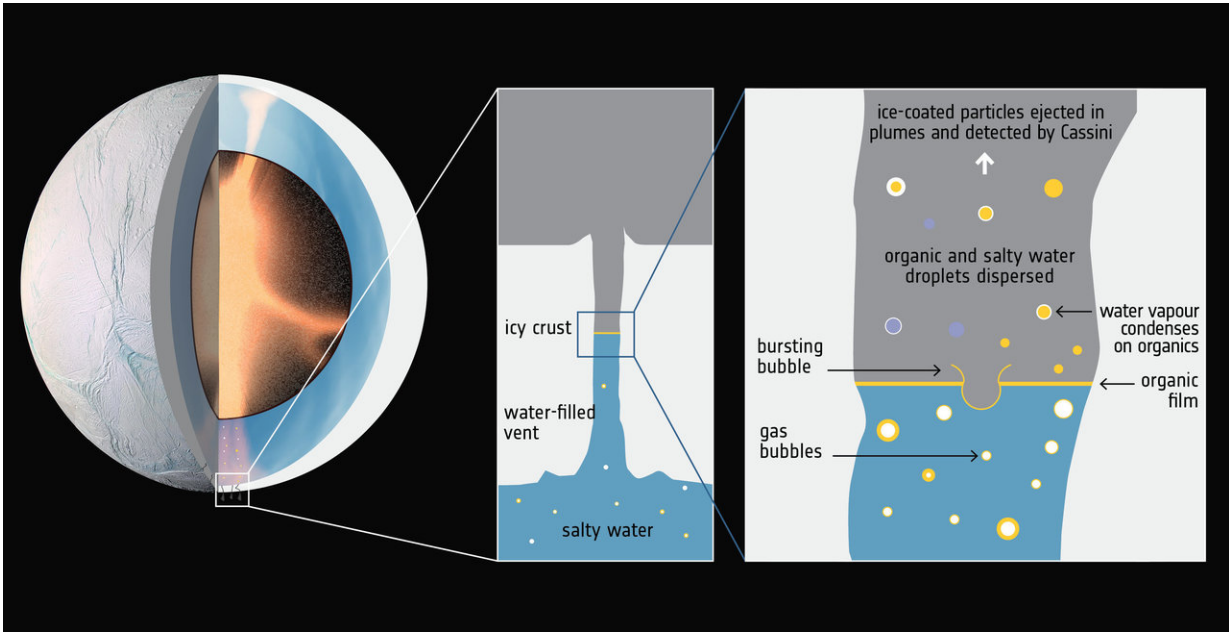 icy crust
water-filled
vent
salty water
ice-coated particles ejected in
plumes and detected by Cassini
organic and salty water
droplets dispersed
water vapour
condenses
on organics
bursting
bubble
organic
film
gas
bubbles